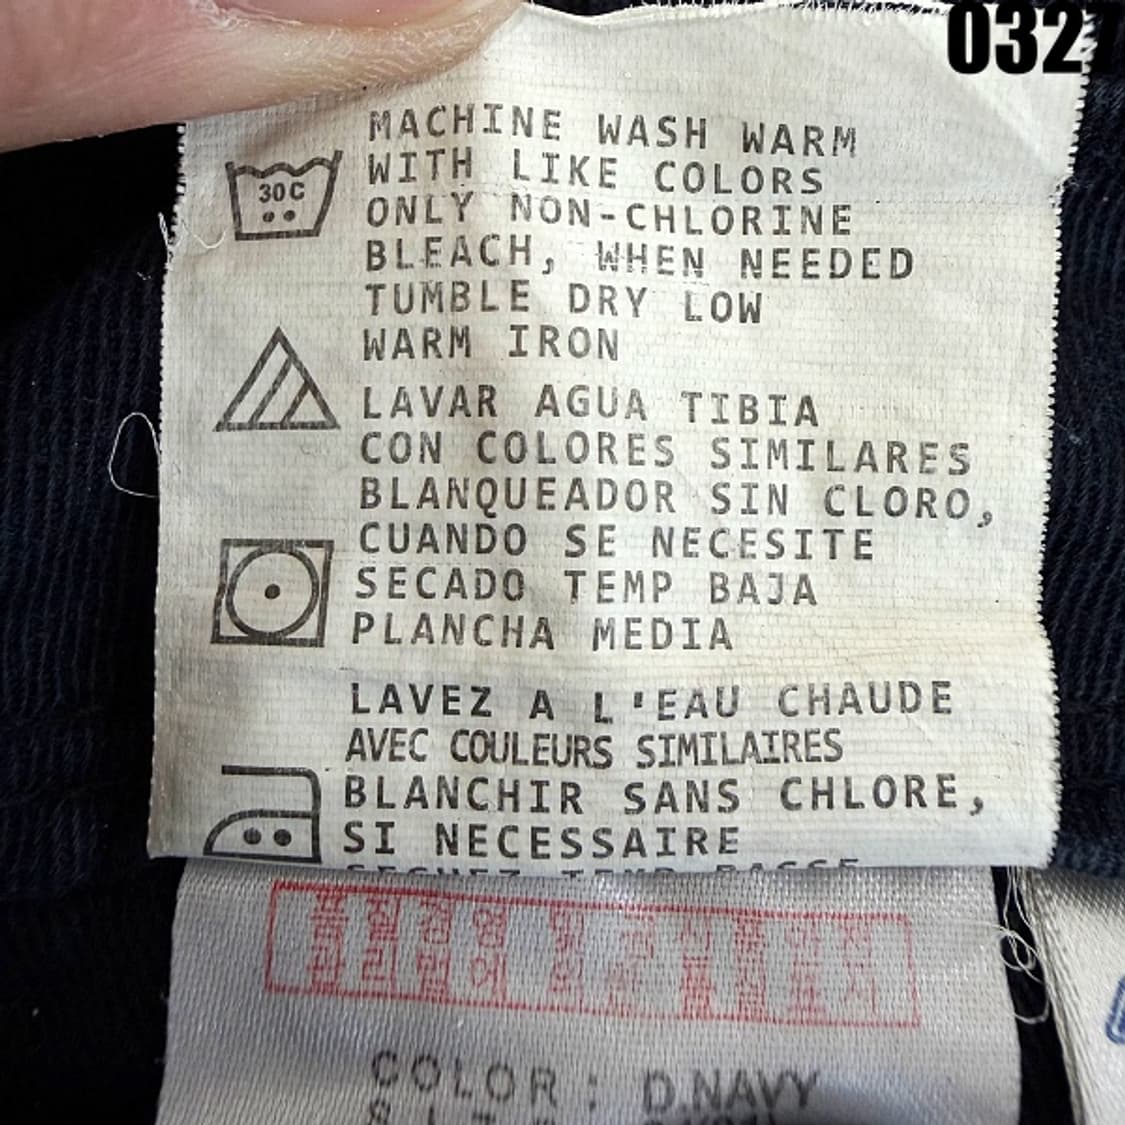 0327
MACHINE WASH WARM
WITH LIKE COLORS
ONLY NON-CHLORINE
BLEACH, WHEN NEEDED
TUMBLE DRY LOW
WARM IRON
30C
LAVAR AGUA TIBIA
CON COLORES SIMILARES
BLANQUEADOR SIN CLORO,
CUANDO SE NECESITE
SECADO TEMP BAJA
PLANCHA MEDIA
LAVEZ A L'EAU CHAUDE
AVEC COULEURS SIMILAIRES
BLANCHIR SANS CHLORE,
SI NECESSAIRE
COLOR: D.NAVY